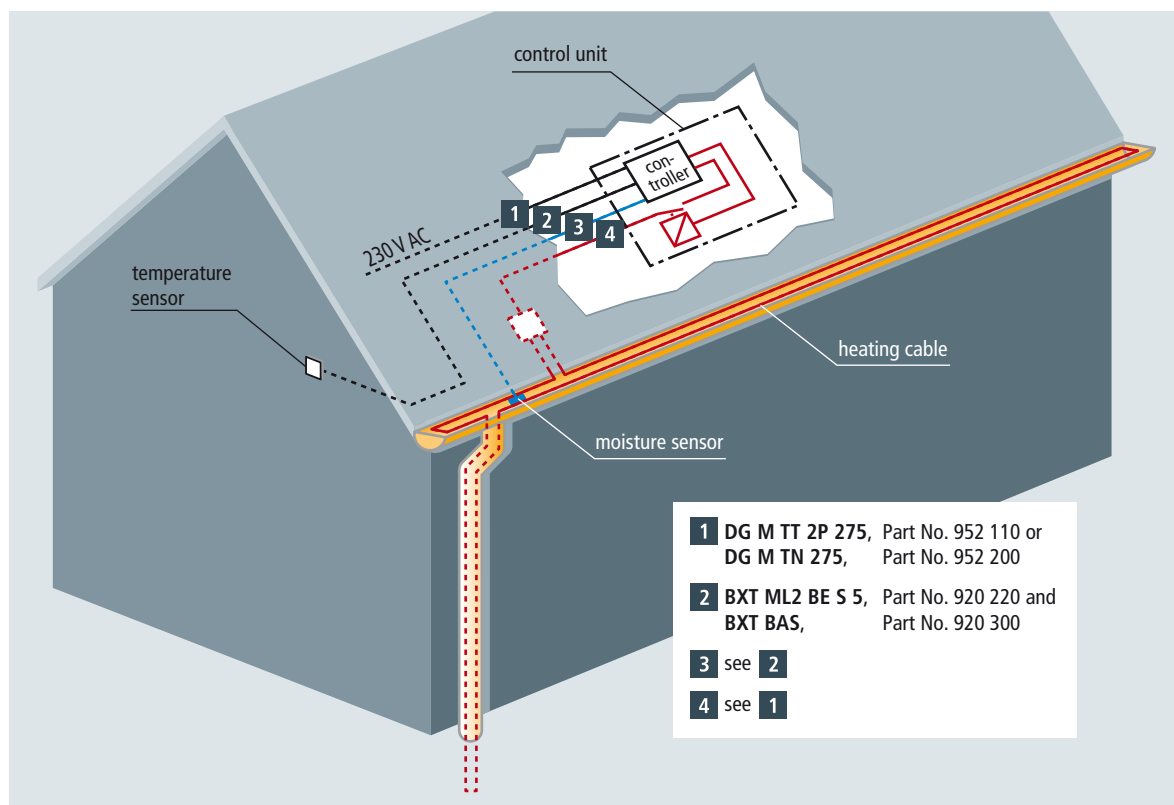 control unit
con-
troller
1
2
3
4
230 V AC
temperature
sensor
heating cable
moisture sensor
1 DG M TT 2P 275, Part No. 952 110 or
DG M TN 275, Part No. 952 200
2 BXT ML2 BE S 5, Part No. 920 220 and
BXT BAS, Part No. 920 300
3 see 2
4 see 1